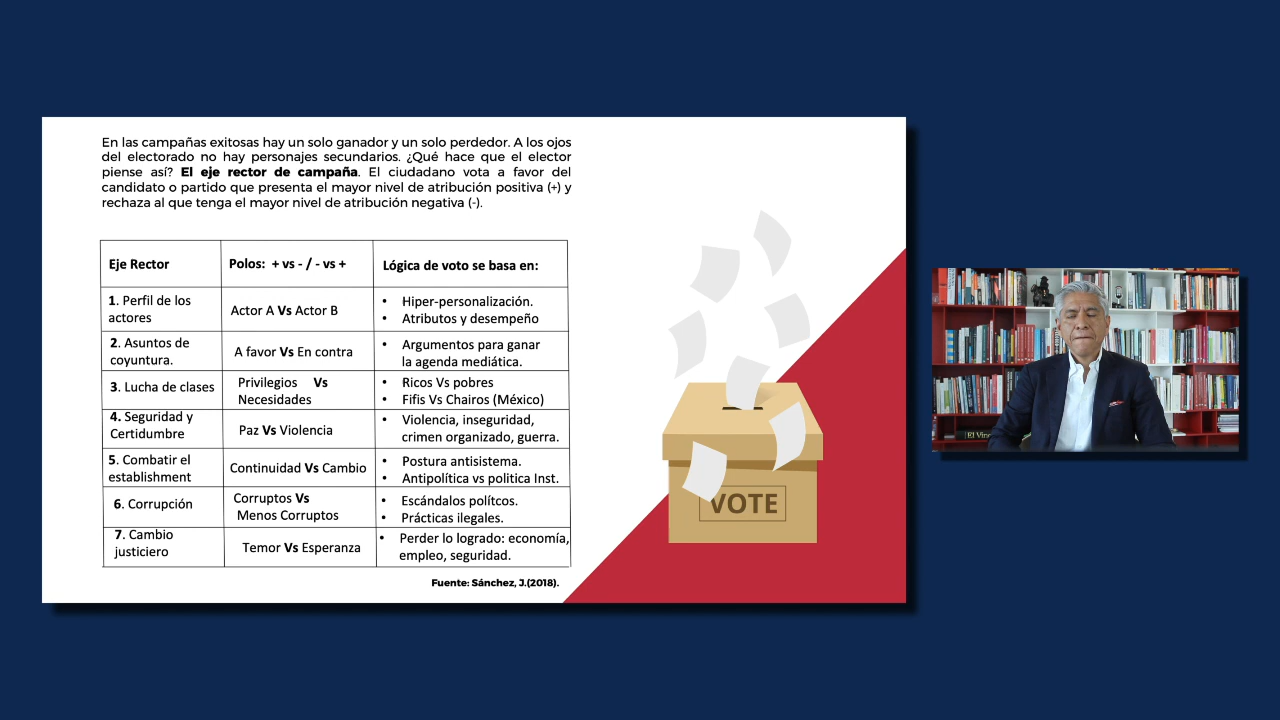 En las campañas exitosas hay un solo ganador y un solo perdedor. A los ojos
del electorado no hay personajes secundarios. ¿Qué hace que el elector
piense así? El eje rector de campaña. El ciudadano vota a favor del
candidato o partido que presenta el mayor nivel de atribución positiva (+) y
rechaza al que tenga el mayor nivel de atribución negativa (-).
Eje Rector
Polos: + vs - / - vs +
Lógica de voto se basa en:
1. Perfil de los
actores
Actor A Vs Actor B
• Hiper-personalización.
• Atributos y desempeño
2. Asuntos de
coyuntura.
A favor Vs En contra
• Argumentos para ganar
la agenda mediática.
3. Lucha de clases
Privilegios Vs
Necesidades
• Ricos Vs pobres
• Fifis Vs Chairos (México)
4. Seguridad y
Certidumbre
Paz Vs Violencia
• Violencia, inseguridad,
crimen organizado, guerra.
5. Combatir el
establishment
Continuidad Vs Cambio
• Postura antisistema.
• Antipolítica vs politica Inst.
6. Corrupción
Corruptos Vs
Menos Corruptos
• Escándalos polítcos.
• Prácticas ilegales.
7. Cambio
justiciero
Temor Vs Esperanza
• Perder lo logrado: economía,
empleo, seguridad.
Fuente: Sánchez, J.(2018).
VOTE
El Vin